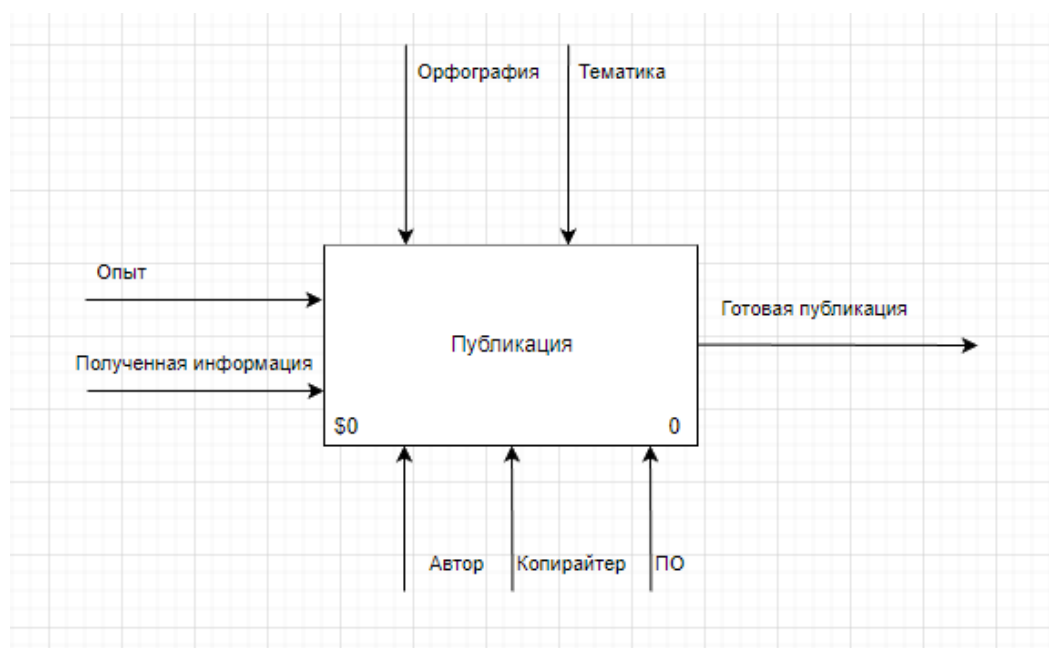 Орфография
Тематика
Опыт
Готовая публикация
Публикация
Полученная информация
$0
0
Автор
Копирайтер
ПО